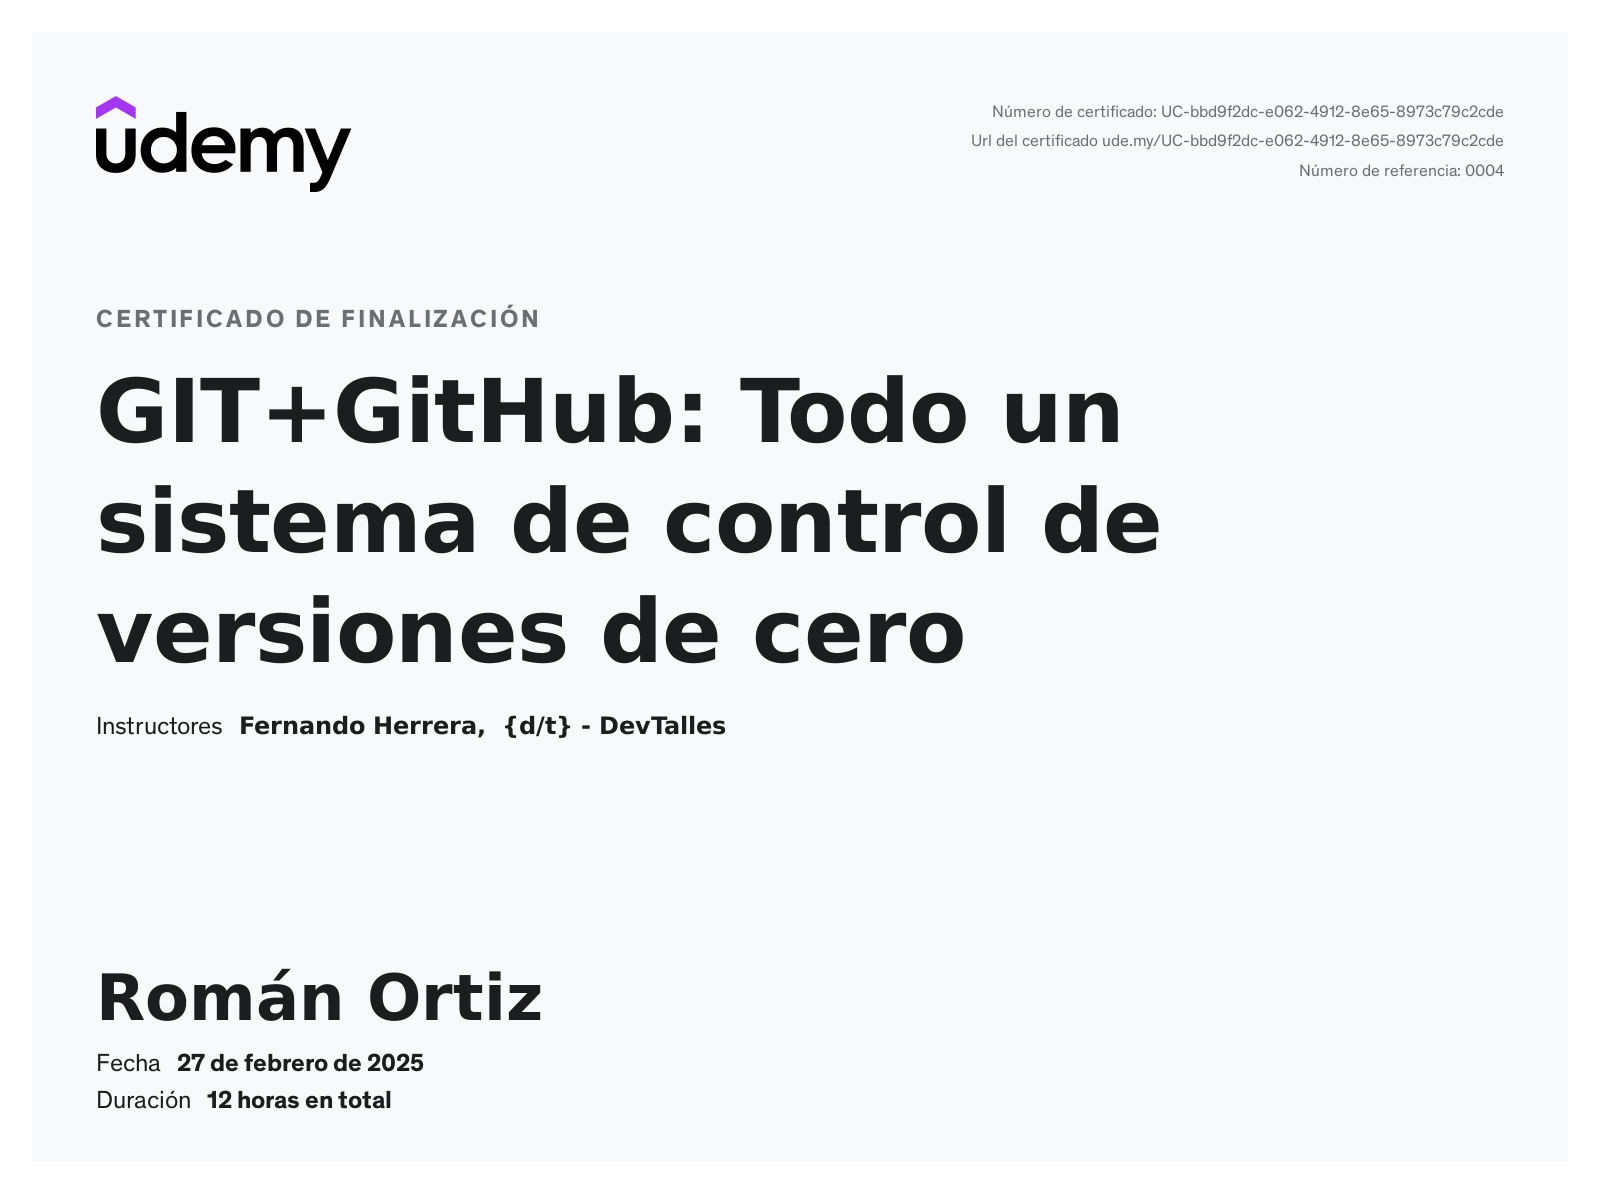 udemy
Número de certificado: UC-bbd9f2dc-e062-4912-8e65-8973c79c2cde
Url del certificado ude.my/UC-bbd9f2dc-e062-4912-8e65-8973c79c2cde
Número de referencia: 0004
CERTIFICADO DE FINALIZACIÓN
GIT+GitHub: Todo un
sistema de control de
versiones de cero
Instructores Fernando Herrera, {d/t} - DevTalles
Román Ortiz
Fecha 27 de febrero de 2025
Duración 12 horas en total